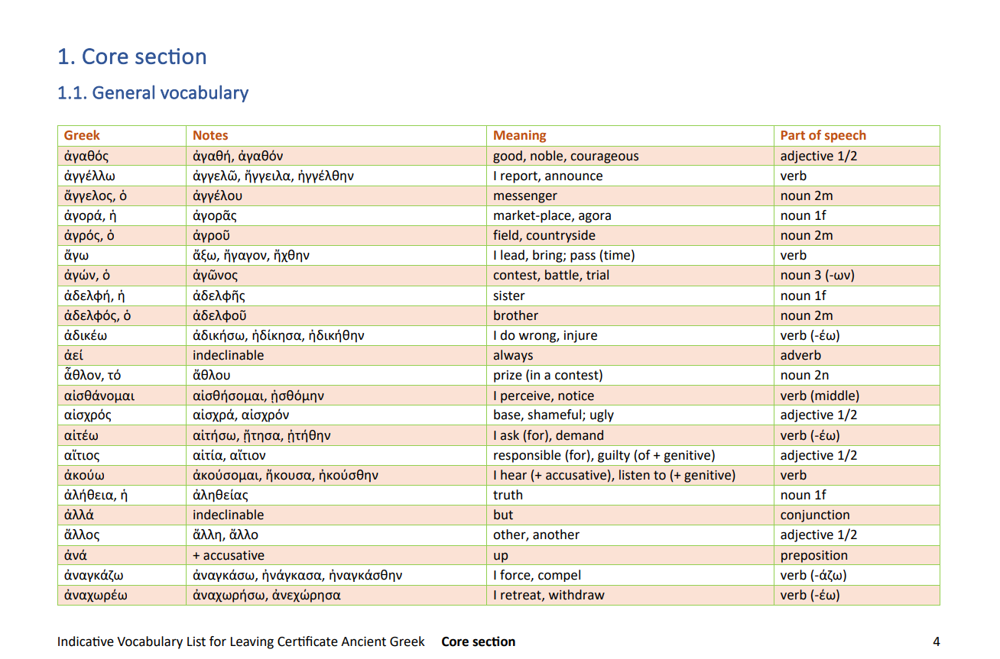 1. Core section
1.1. General vocabulary
Greek Notes Meaning Part of speech
ἀγαθός ἀγαθή, ἀγαθόν good, noble, courageous adjective 1/2
ἀγγέλλω ἀγγελῶ, ἤγγειλα, ἠγγέλθην I report, announce verb
ἄγγελος, ὁ ἀγγέλου messenger noun 2m
ἀγορά, ἡ ἀγορᾶς market-place, agora noun 1f
ἀγρός, ὁ ἀγροῦ field, countryside noun 2m
ἄγω ἄξω, ἤγαγον, ἤχθην I lead, bring; pass (time) verb
ἀγών, ὁ ἀγῶνος contest, battle, trial noun 3 (-ων)
ἀδελφή, ἡ ἀδελφῆς sister noun 1f
ἀδελφός, ὁ ἀδελφοῦ brother noun 2m
ἀδικέω ἀδικήσω, ἠδίκησα, ἠδικήθην I do wrong, injure verb (-έω)
ἀεί indeclinable always adverb
ἆθλον, τό ἄθλου prize (in a contest) noun 2n
αἰσθάνομαι αἰσθήσομαι, ᾐσθόμην I perceive, notice verb (middle)
αἰσχρός αἰσχρά, αἰσχρόν base, shameful; ugly adjective 1/2
αἰτέω αἰτήσω, ᾔτησα, ᾐτήθην I ask (for), demand verb (-έω)
αἴτιος αἰτία, αἴτιον responsible (for), guilty (of + genitive) adjective 1/2
ἀκούω ἀκούσομαι, ἤκουσα, ἠκούσθην I hear (+ accusative), listen to (+ genitive) verb
ἀλήθεια, ἡ ἀληθείας truth noun 1f
ἀλλά indeclinable but conjunction
ἄλλος ἄλλη, ἄλλο other, another adjective 1/2
ἀνά + accusative up preposition
ἀναγκάζω ἀναγκάσω, ἠνάγκασα, ἠναγκάσθην I force, compel verb (-άζω)
ἀναχωρέω ἀναχωρήσω, ἀνεχώρησα I retreat, withdraw verb (-έω)
Indicative Vocabulary List for Leaving Certificate Ancient Greek Core section 4